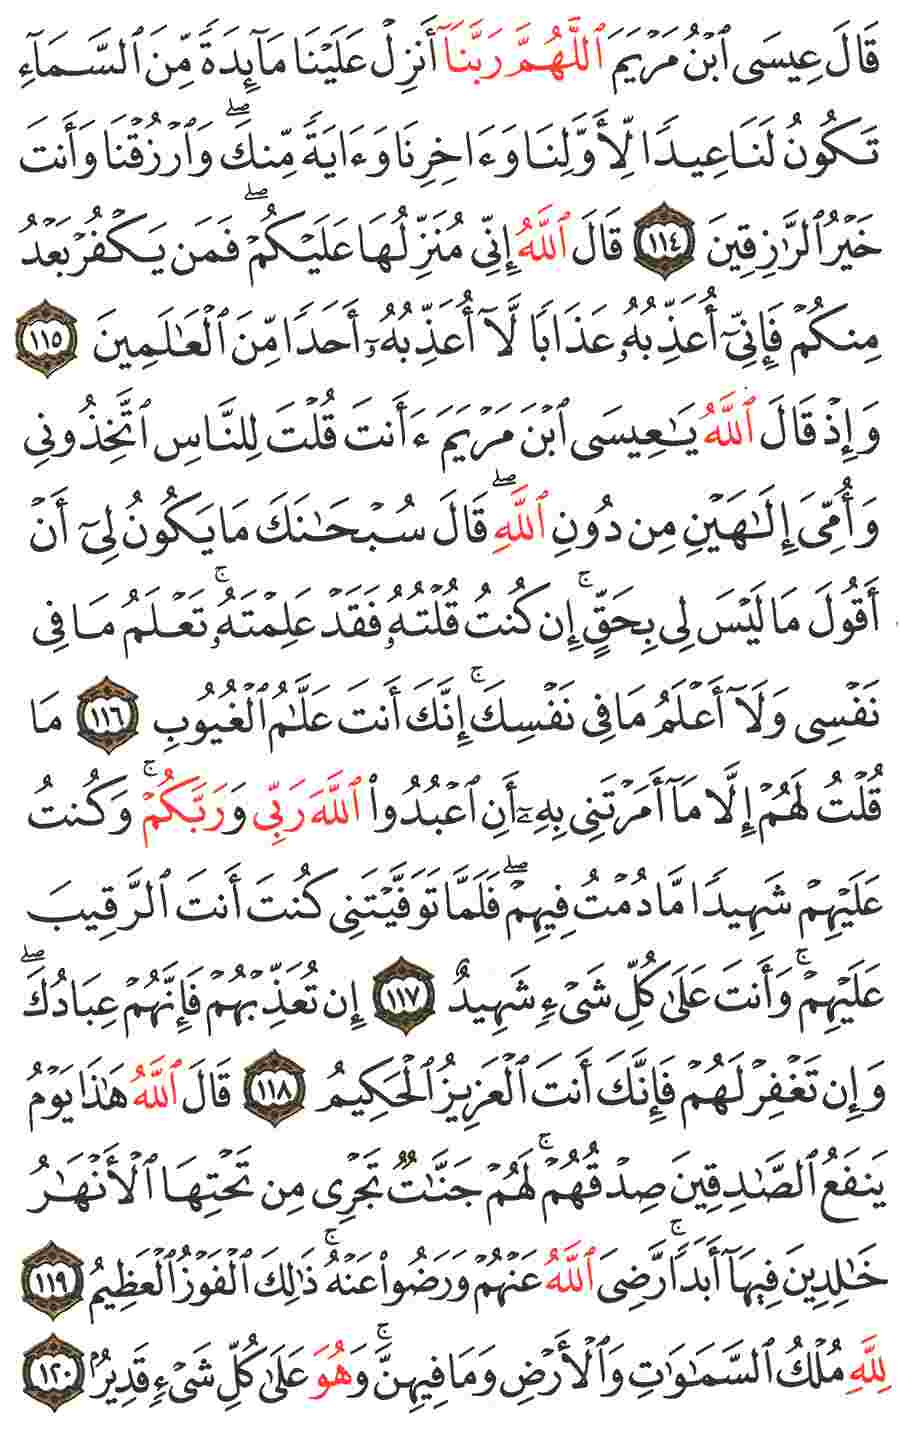 قَالَ عِيسَى ٱبْنُ مَرْيَمَ ٱللَّهُمَّ رَبَّنَآ أَنزِلْ عَلَيْنَا مَآئِدَةً مِّنَ ٱلسَّمَآءِ
تَكُونُ لَنَا عِيدًا لِّأَوَّلِنَا وَءَاخِرِنَا وَءَايَةً مِّنكَ ۖ وَٱرْزُقْنَا وَأَنتَ
خَيْرُ ٱلرَّٰزِقِينَ ١١٤ قَالَ ٱللَّهُ إِنِّى مُنَزِّلُهَا عَلَيْكُمْ ۖ فَمَن يَكْفُرْ بَعْدُ
مِنكُمْ فَإِنِّىٓ أُعَذِّبُهُۥ عَذَابًا لَّآ أُعَذِّبُهُۥٓ أَحَدًا مِّنَ ٱلْعَٰلَمِينَ ١١٥
وَإِذْ قَالَ ٱللَّهُ يَٰعِيسَى ٱبْنَ مَرْيَمَ ءَأَنتَ قُلْتَ لِلنَّاسِ ٱتَّخِذُونِى
وَأُمِّىَ إِلَٰهَيْنِ مِن دُونِ ٱللَّهِ ۖ قَالَ سُبْحَٰنَكَ مَا يَكُونُ لِىٓ أَنْ
أَقُولَ مَا لَيْسَ لِى بِحَقٍّ ۚ إِن كُنتُ قُلْتُهُۥ فَقَدْ عَلِمْتَهُۥ ۚ تَعْلَمُ مَا فِى
نَفْسِى وَلَآ أَعْلَمُ مَا فِى نَفْسِكَ ۚ إِنَّكَ أَنتَ عَلَّٰمُ ٱلْغُيُوبِ ١١٦ مَا
قُلْتُ لَهُمْ إِلَّا مَآ أَمَرْتَنِى بِهِۦٓ أَنِ ٱعْبُدُوا۟ ٱللَّهَ رَبِّى وَرَبَّكُمْ ۚ وَكُنتُ
عَلَيْهِمْ شَهِيدًا مَّا دُمْتُ فِيهِمْ ۖ فَلَمَّا تَوَفَّيْتَنِى كُنتَ أَنتَ ٱلرَّقِيبَ
عَلَيْهِمْ ۚ وَأَنتَ عَلَىٰ كُلِّ شَىْءٍ شَهِيدٌ ١١٧ إِن تُعَذِّبْهُمْ فَإِنَّهُمْ عِبَادُكَ ۖ
وَإِن تَغْفِرْ لَهُمْ فَإِنَّكَ أَنتَ ٱلْعَزِيزُ ٱلْحَكِيمُ ١١٨ قَالَ ٱللَّهُ هَٰذَا يَوْمُ
يَنفَعُ ٱلصَّٰدِقِينَ صِدْقُهُمْ ۚ لَهُمْ جَنَّٰتٌ تَجْرِى مِن تَحْتِهَا ٱلْأَنْهَٰرُ
خَٰلِدِينَ فِيهَآ أَبَدًا ۚ رَّضِىَ ٱللَّهُ عَنْهُمْ وَرَضُوا۟ عَنْهُ ۚ ذَٰلِكَ ٱلْفَوْزُ ٱلْعَظِيمُ ١١٩
لِلَّهِ مُلْكُ ٱلسَّمَٰوَٰتِ وَٱلْأَرْضِ وَمَا فِيهِنَّ ۚ وَهُوَ عَلَىٰ كُلِّ شَىْءٍ قَدِيرٌۢ ١٢٠